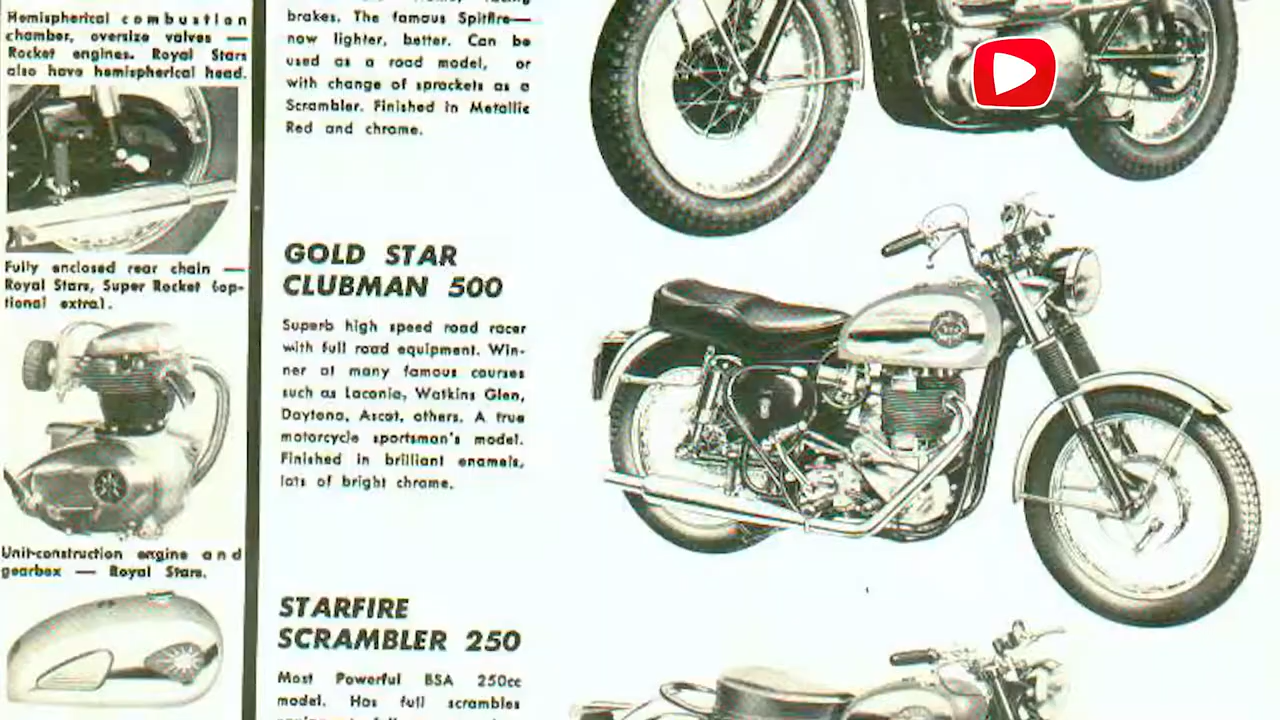 Hemispherical combustion
chamber, oversize valves —
Rocket engines. Royal Stars
also have hemispherical head.
Fully enclosed rear chain —
Royal Stars, Super Rocket (op-
tional extra).
Unit-construction engine and
gearbox — Royal Stars.
brakes. The famous Spitfire—
now lighter, better. Can be
used as a road model, or
with change of sprockets as a
Scrambler. Finished in Metallic
Red and chrome.
GOLD STAR
CLUBMAN 500
Superb high speed road racer
with full road equipment. Win-
ner at many famous courses
such as Laconia, Watkins Glen,
Daytona, Ascot, others. A true
motorcycle sportsman's model.
Finished in brilliant enamels,
lots of bright chrome.
STARFIRE
SCRAMBLER 250
Most Powerful BSA 250cc
model. Has full scrambles